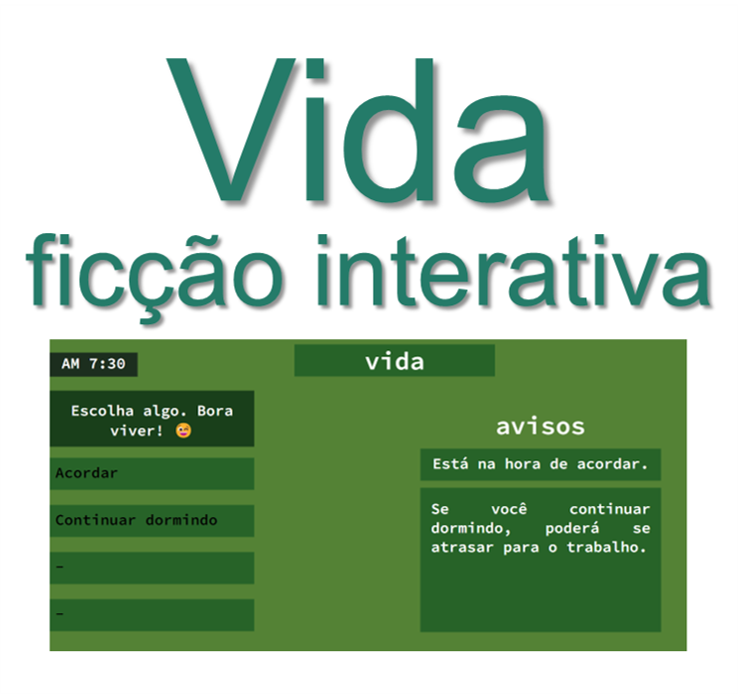 Vida
ficção interativa
AM 7:30
vida
Escolha algo. Bora
viver! 😜
Acordar
Continuar dormindo
-
-
avisos
Está na hora de acordar.
Se você continuar
dormindo, poderá se
atrasar para o trabalho.